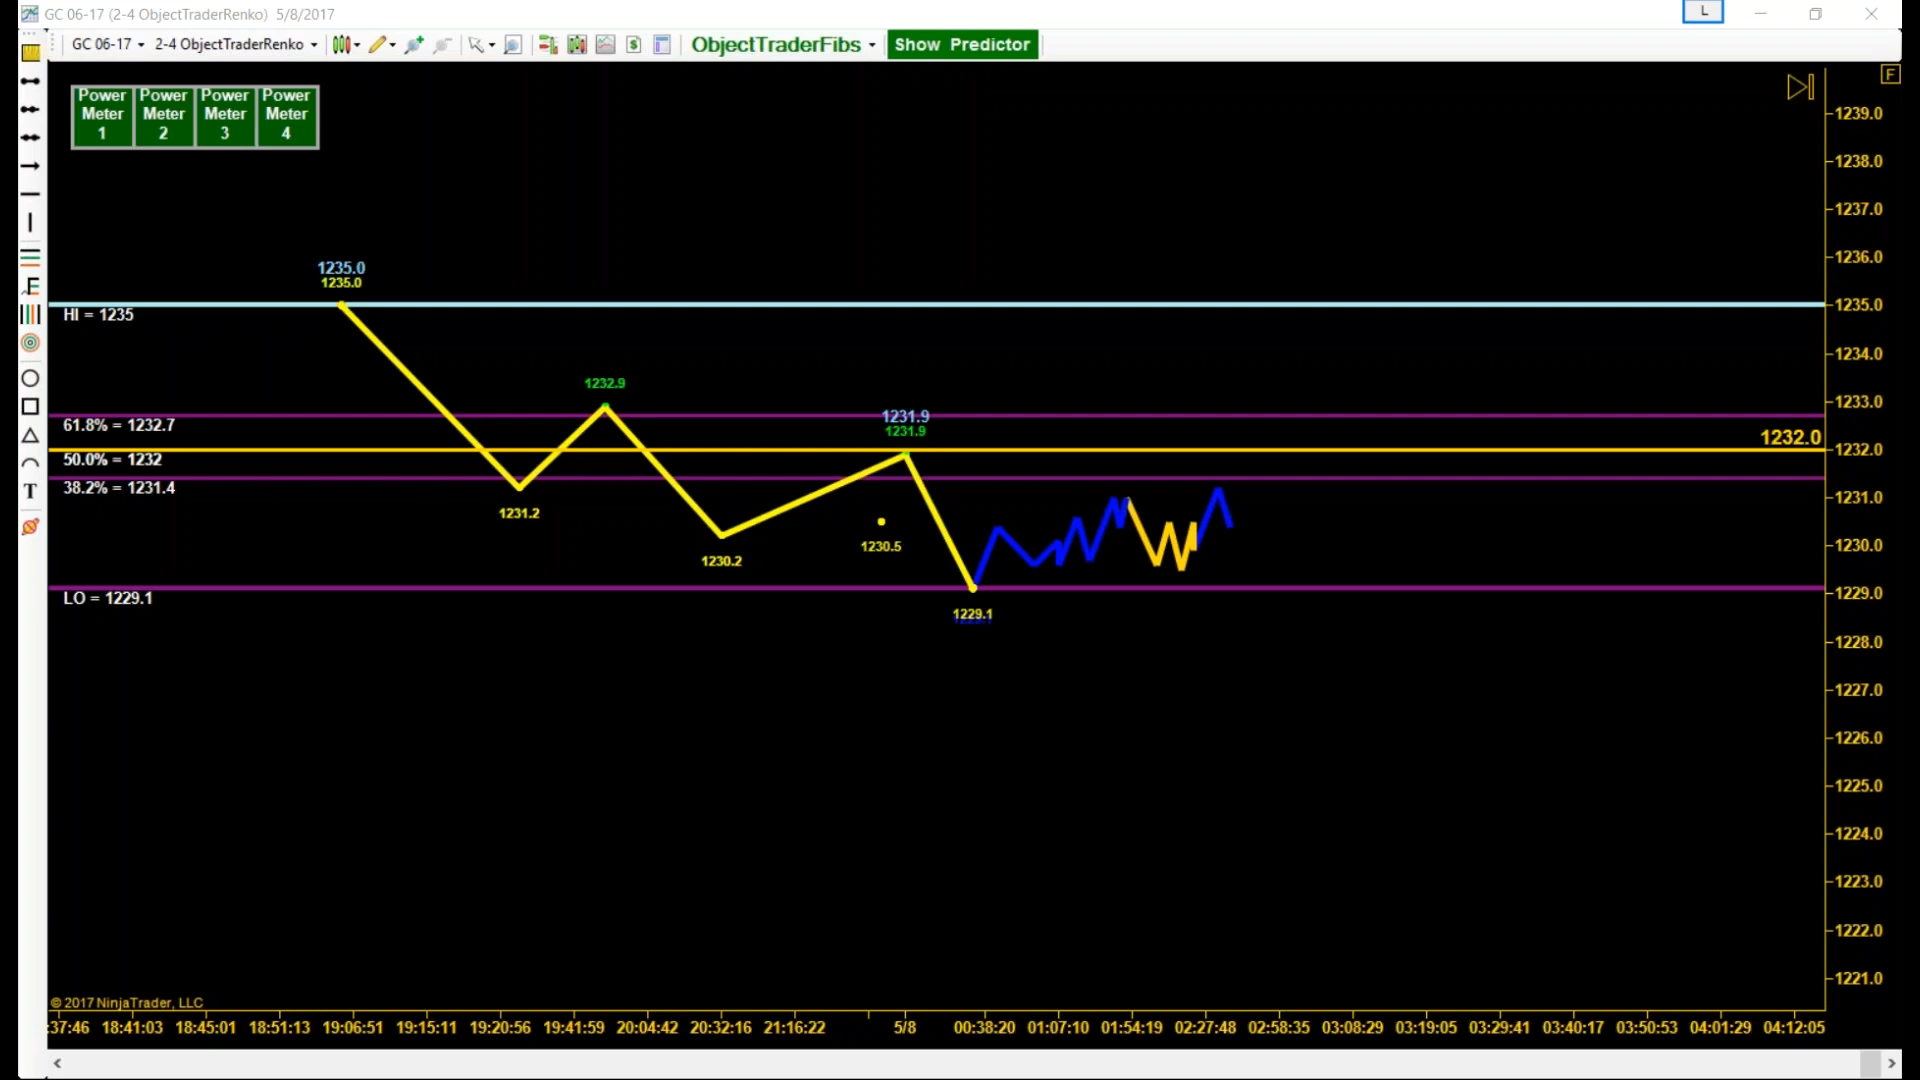 GC 06-17 (2-4 ObjectTraderRenko) 5/8/2017
L
GC 06-17 2-4 ObjectTraderRenko ObjectTraderFibs Show Predictor
F
Power Meter 1
Power Meter 2
Power Meter 3
Power Meter 4
1239.0
1238.0
1237.0
1236.0
1235.0
1234.0
1233.0
1232.0
1231.0
1230.0
1229.0
1228.0
1227.0
1226.0
1225.0
1224.0
1223.0
1222.0
1221.0
1235.0
1235.0
HI = 1235
1232.9
1231.9
1231.9
61.8% = 1232.7
1232.0
50.0% = 1232
38.2% = 1231.4
T
1231.2
1230.5
1230.2
LO = 1229.1
1229.1
© 2017 NinjaTrader, LLC
:37:46 18:41:03 18:45:01 18:51:13 19:06:51 19:15:11 19:20:56 19:41:59 20:04:42 20:32:16 21:16:22 5/8 00:38:20 01:07:10 01:54:19 02:27:48 02:58:35 03:08:29 03:19:05 03:29:41 03:40:17 03:50:53 04:01:29 04:12:05